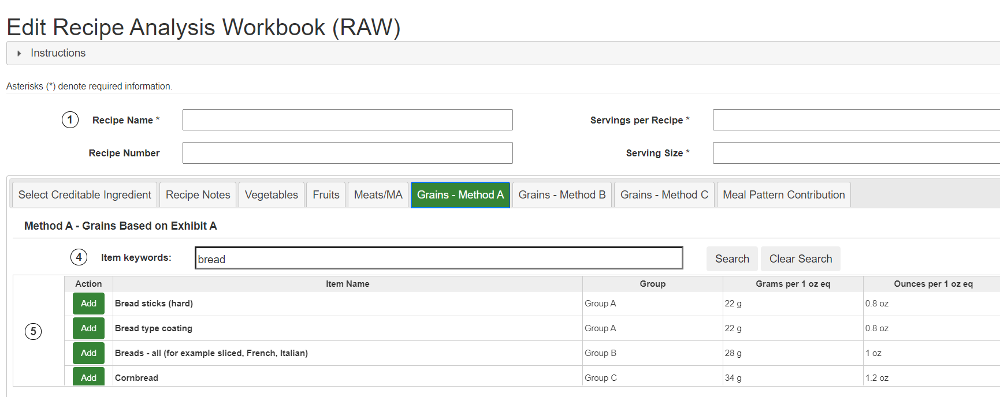 Edit Recipe Analysis Workbook (RAW)
Instructions
Asterisks (*) denote required information.
1 Recipe Name * Servings per Recipe *
Recipe Number Serving Size *
Select Creditable Ingredient Recipe Notes Vegetables Fruits Meats/MA Grains - Method A Grains - Method B Grains - Method C Meal Pattern Contribution
Method A - Grains Based on Exhibit A
4 Item keywords: bread Search Clear Search
Action Item Name Group Grams per 1 oz eq Ounces per 1 oz eq
Add Bread sticks (hard) Group A 22 g 0.8 oz
5
Add Bread type coating Group A 22 g 0.8 oz
Add Breads - all (for example sliced, French, Italian) Group B 28 g 1 oz
Add Cornbread Group C 34 g 1.2 oz